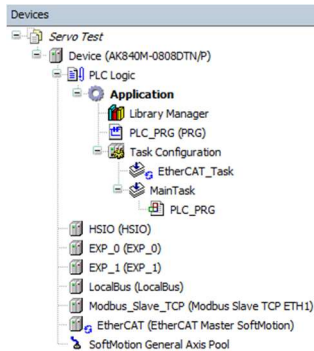 Devices
Servo Test
Device (AK840M-0808DTN/P)
PLC Logic
Application
Library Manager
PLC_PRG (PRG)
Task Configuration
EtherCAT_Task
MainTask
PLC_PRG
HSIO (HSIO)
EXP_0 (EXP_0)
EXP_1 (EXP_1)
LocalBus (LocalBus)
Modbus_Slave_TCP (Modbus Slave TCP ETH1)
EtherCAT (EtherCAT Master SoftMotion)
SoftMotion General Axis Pool